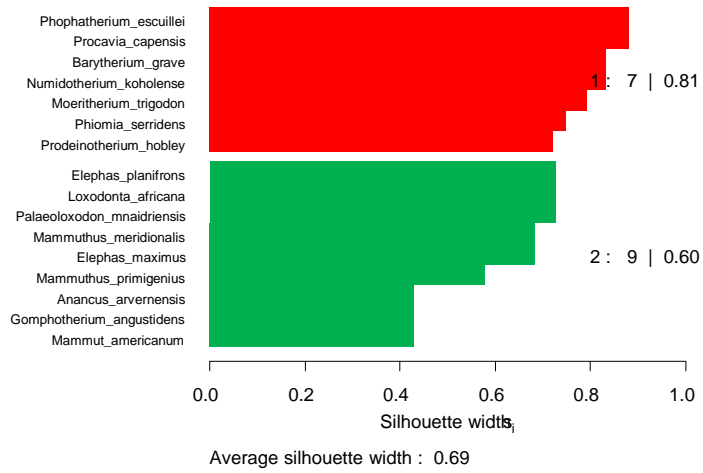 Phophatherium_escuillei
Procavia_capensis
Barytherium_grave
Numidotherium_koholense
1 : 7 | 0.81
Moeritherium_trigodon
Phiomia_serridens
Prodeinotherium_hobley
Elephas_planifrons
Loxodonta_africana
Palaeoloxodon_mnaidriensis
Mammuthus_meridionalis
Elephas_maximus
2 : 9 | 0.60
Mammuthus_primigenius
Anancus_arvernensis
Gomphotherium_angustidens
Mammut_americanum
0.0 0.2 0.4 0.6 0.8 1.0
Silhouette width si
Average silhouette width : 0.69